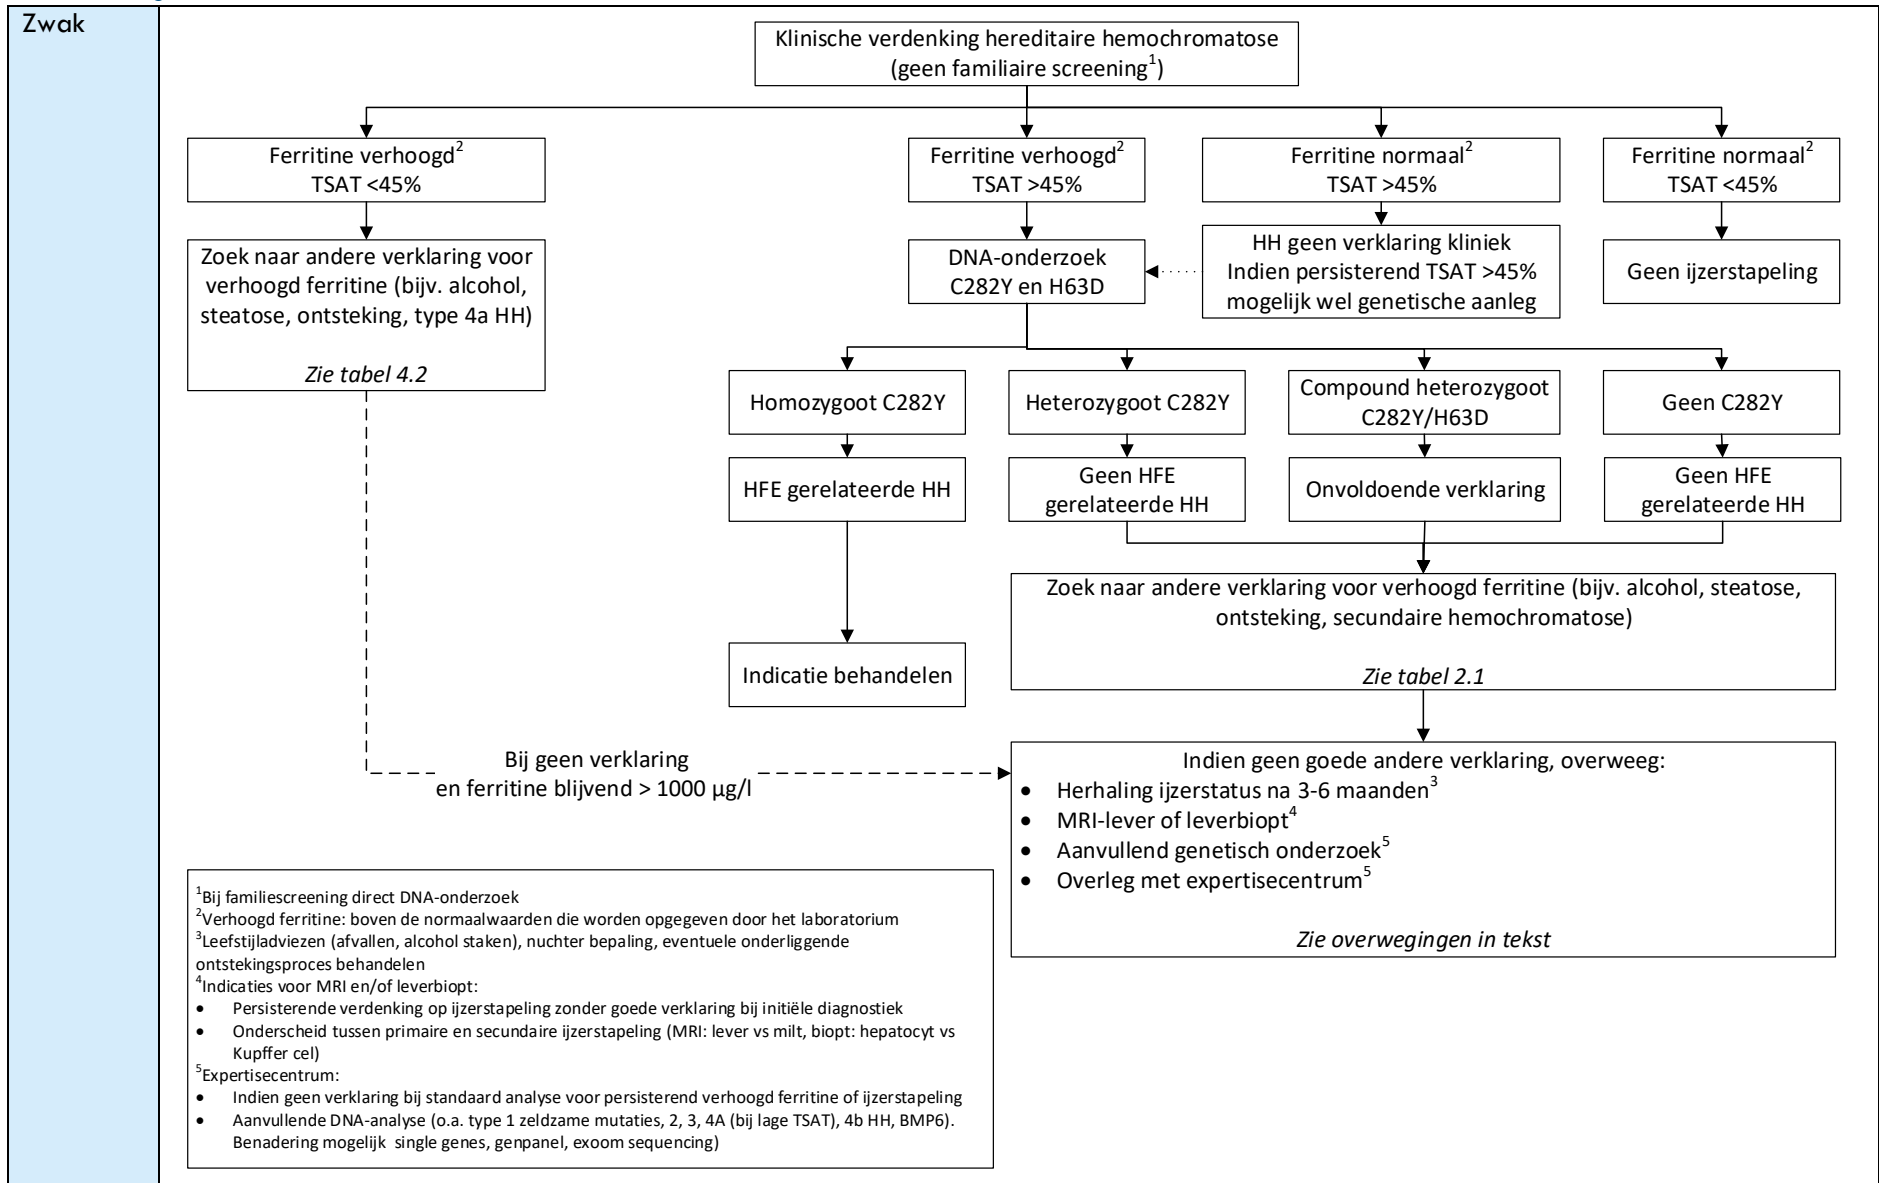 Zwak
Klinische verdenking hereditaire hemochromatose
(geen familiaire screening¹)
Ferritine verhoogd²
TSAT <45%
Ferritine verhoogd²
TSAT >45%
Ferritine normaal²
TSAT >45%
Ferritine normaal²
TSAT <45%
Zoek naar andere verklaring voor
verhoogd ferritine (bijv. alcohol,
steatose, ontsteking, type 4a HH)
Zie tabel 4.2
DNA-onderzoek
C282Y en H63D
HH geen verklaring kliniek
Indien persisterend TSAT >45%
mogelijk wel genetische aanleg
Geen ijzerstapeling
Homozygoot C282Y
Heterozygoot C282Y
Compound heterozygoot
C282Y/H63D
Geen C282Y
HFE gerelateerde HH
Geen HFE
gerelateerde HH
Onvoldoende verklaring
Geen HFE
gerelateerde HH
Indicatie behandelen
Zoek naar andere verklaring voor verhoogd ferritine (bijv. alcohol, steatose,
ontsteking, secundaire hemochromatose)
Zie tabel 2.1
Bij geen verklaring
en ferritine blijvend > 1000 µg/l
Indien geen goede andere verklaring, overweeg:
• Herhaling ijzerstatus na 3-6 maanden³
• MRI-lever of leverbiopt⁴
• Aanvullend genetisch onderzoek⁵
• Overleg met expertisecentrum⁵
Zie overwegingen in tekst
¹Bij familiescreening direct DNA-onderzoek
²Verhoogd ferritine: boven de normaalwaarden die worden opgegeven door het laboratorium
³Leefstijladviezen (afvallen, alcohol staken), nuchter bepaling, eventuele onderliggende
ontstekingsproces behandelen
⁴Indicaties voor MRI en/of leverbiopt:
• Persisterende verdenking op ijzerstapeling zonder goede verklaring bij initiële diagnostiek
• Onderscheid tussen primaire en secundaire ijzerstapeling (MRI: lever vs milt, biopt: hepatocyt vs
Kupffer cel)
⁵Expertisecentrum:
• Indien geen verklaring bij standaard analyse voor persisterend verhoogd ferritine of ijzerstapeling
• Aanvullende DNA-analyse (o.a. type 1 zeldzame mutaties, 2, 3, 4A (bij lage TSAT), 4b HH, BMP6).
Benadering mogelijk single genes, genpanel, exoom sequencing)